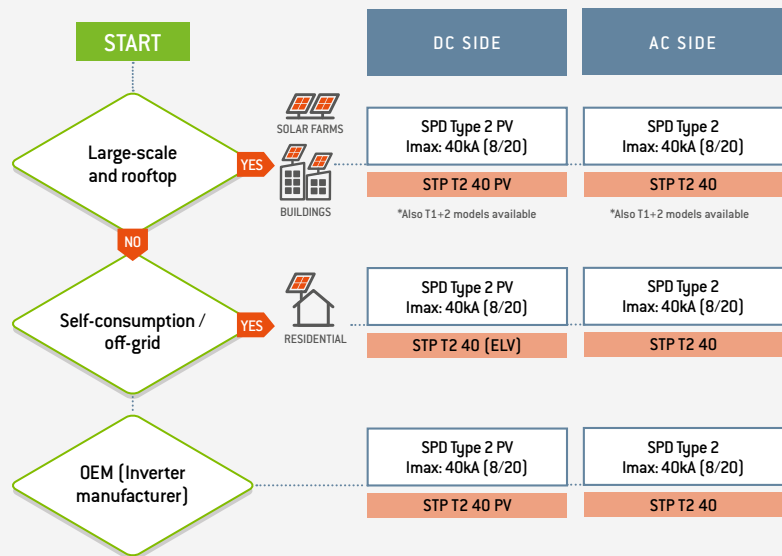 START
DC SIDE
AC SIDE
Large-scale
and rooftop
YES
SOLAR FARMS
BUILDINGS
SPD Type 2 PV
Imax: 40kA (8/20)
STP T2 40 PV
*Also T1+2 models available
SPD Type 2
Imax: 40kA (8/20)
STP T2 40
*Also T1+2 models available
NO
Self-consumption /
off-grid
YES
RESIDENTIAL
SPD Type 2 PV
Imax: 40kA (8/20)
STP T2 40 (ELV)
SPD Type 2
Imax: 40kA (8/20)
STP T2 40
OEM (Inverter
manufacturer)
SPD Type 2 PV
Imax: 40kA (8/20)
STP T2 40 PV
SPD Type 2
Imax: 40kA (8/20)
STP T2 40